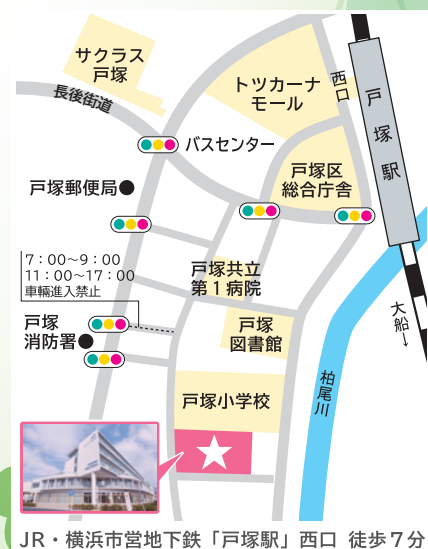 サクラス
戸塚
トツカーナ
モール
西口
戸塚駅
長後街道
バスセンター
戸塚区
総合庁舎
戸塚郵便局
7：00～9：00
11：00～17：00
車輛進入禁止
戸塚共立
第1病院
戸塚
消防署
戸塚
図書館
大船↓
柏尾川
戸塚小学校
JR・横浜市営地下鉄「戸塚駅」西口 徒歩7分